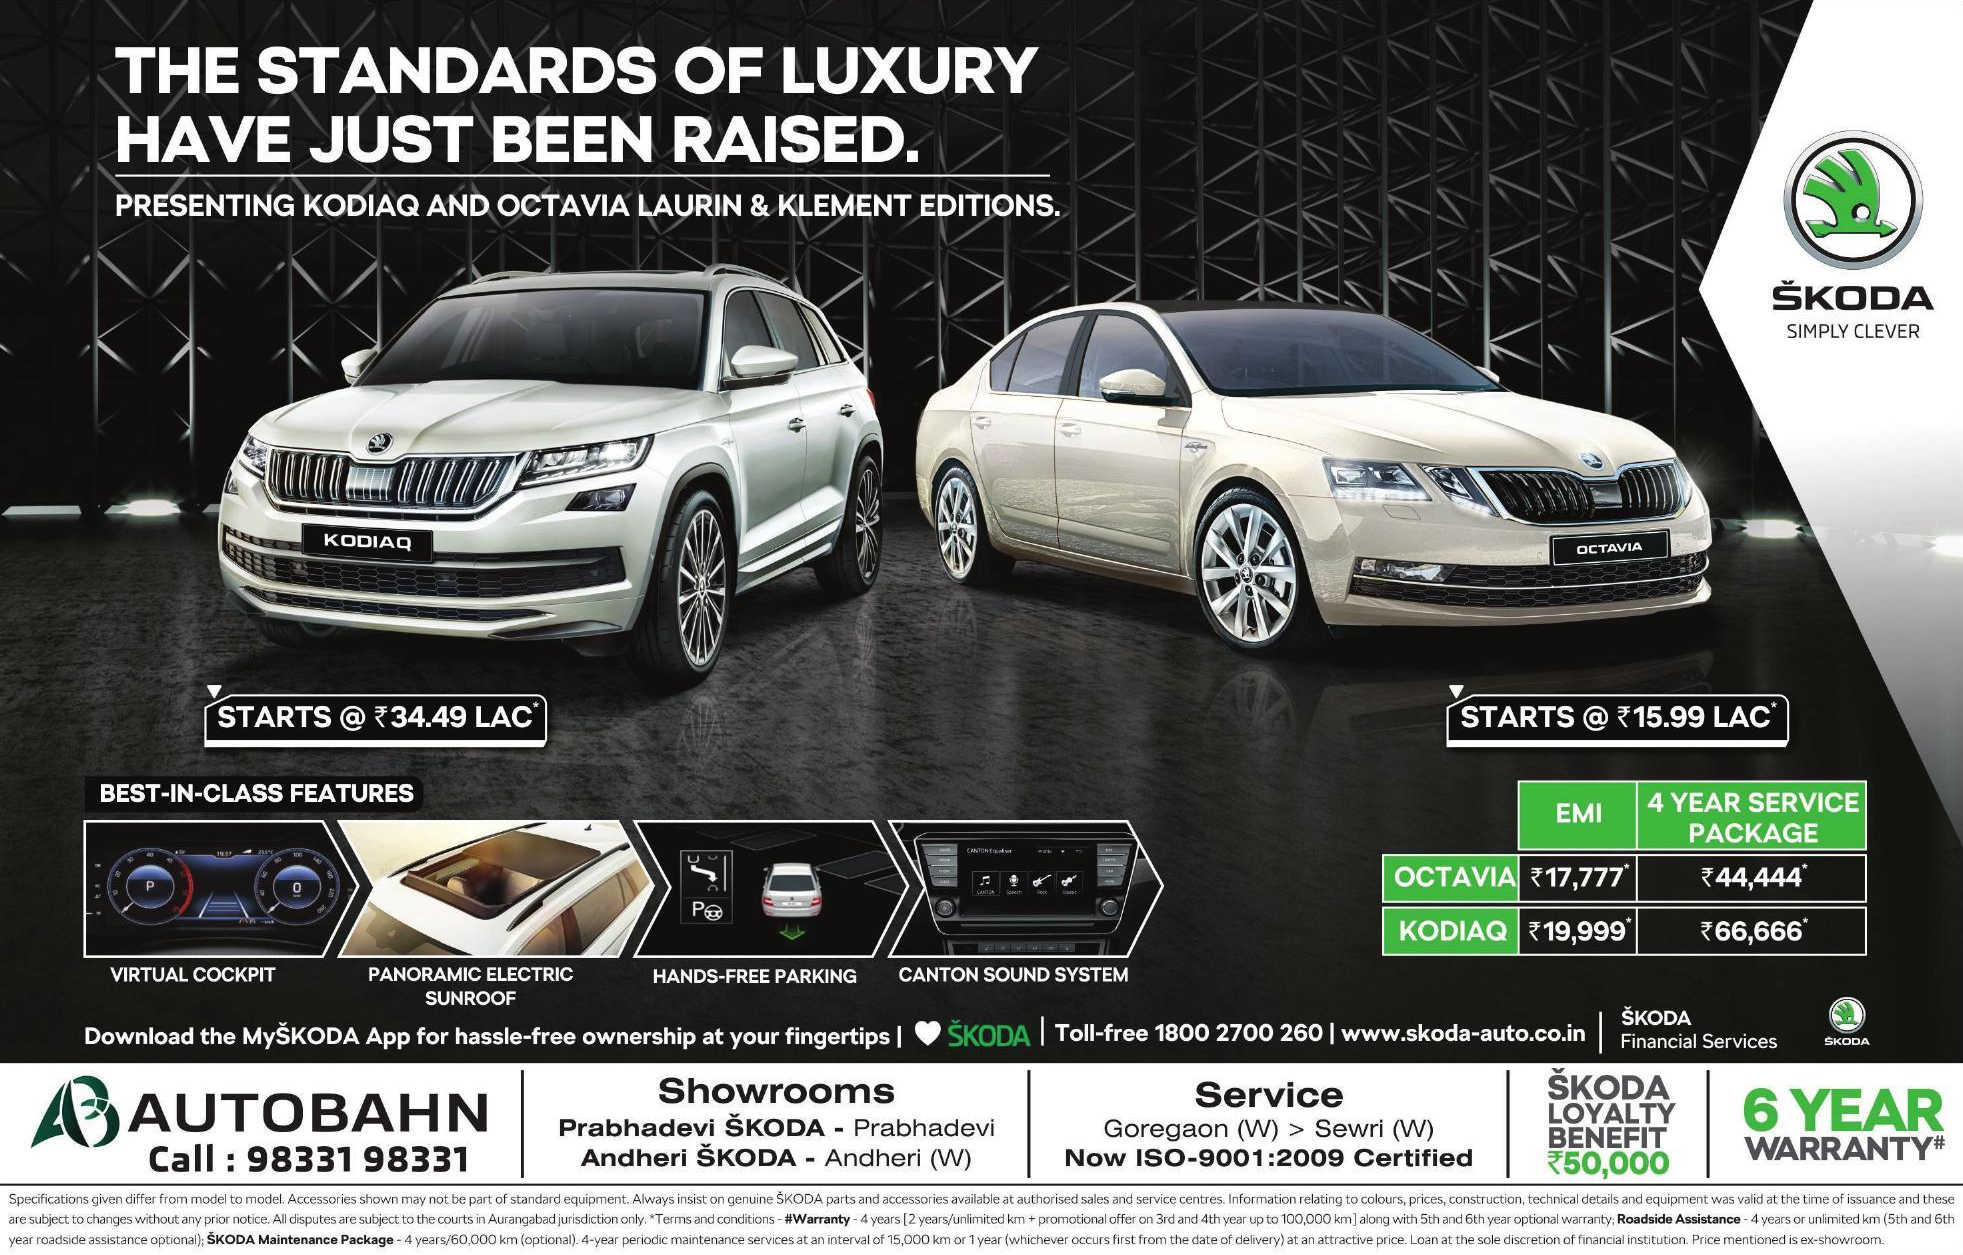 THE STANDARDS OF LUXURY
HAVE JUST BEEN RAISED.
PRESENTING KODIAQ AND OCTAVIA LAURIN & KLEMENT EDITIONS.
ŠKODA
SIMPLY CLEVER
KODIAQ
OCTAVIA
STARTS @ ₹34.49 LAC*
STARTS @ ₹15.99 LAC*
BEST-IN-CLASS FEATURES
VIRTUAL COCKPIT
PANORAMIC ELECTRIC
SUNROOF
HANDS-FREE PARKING
CANTON SOUND SYSTEM
EMI
4 YEAR SERVICE
PACKAGE
OCTAVIA ₹17,777* ₹44,444*
KODIAQ ₹19,999* ₹66,666*
Download the MyŠKODA App for hassle-free ownership at your fingertips | ŠKODA | Toll-free 1800 2700 260 | www.skoda-auto.co.in
ŠKODA
Financial Services
ŠKODA
AUTOBAHN
Call : 98331 98331
Showrooms
Prabhadevi ŠKODA - Prabhadevi
Andheri ŠKODA - Andheri (W)
Service
Goregaon (W) > Sewri (W)
Now ISO-9001:2009 Certified
ŠKODA
LOYALTY
BENEFIT
₹50,000
6 YEAR
WARRANTY#
Specifications given differ from model to model. Accessories shown may not be part of standard equipment. Always insist on genuine ŠKODA parts and accessories available at authorised sales and service centres. Information relating to colours, prices, construction, technical details and equipment was valid at the time of issuance and these
are subject to changes without any prior notice. All disputes are subject to the courts in Aurangabad jurisdiction only. *Terms and conditions - #Warranty - 4 years [2 years/unlimited km + promotional offer on 3rd and 4th year up to 100,000 km] along with 5th and 6th year optional warranty; Roadside Assistance - 4 years or unlimited km (5th and 6th
year roadside assistance optional); ŠKODA Maintenance Package - 4 years/60,000 km (optional). 4-year periodic maintenance services at an interval of 15,000 km or 1 year (whichever occurs first from the date of delivery) at an attractive price. Loan at the sole discretion of financial institution. Price mentioned is ex-showroom.